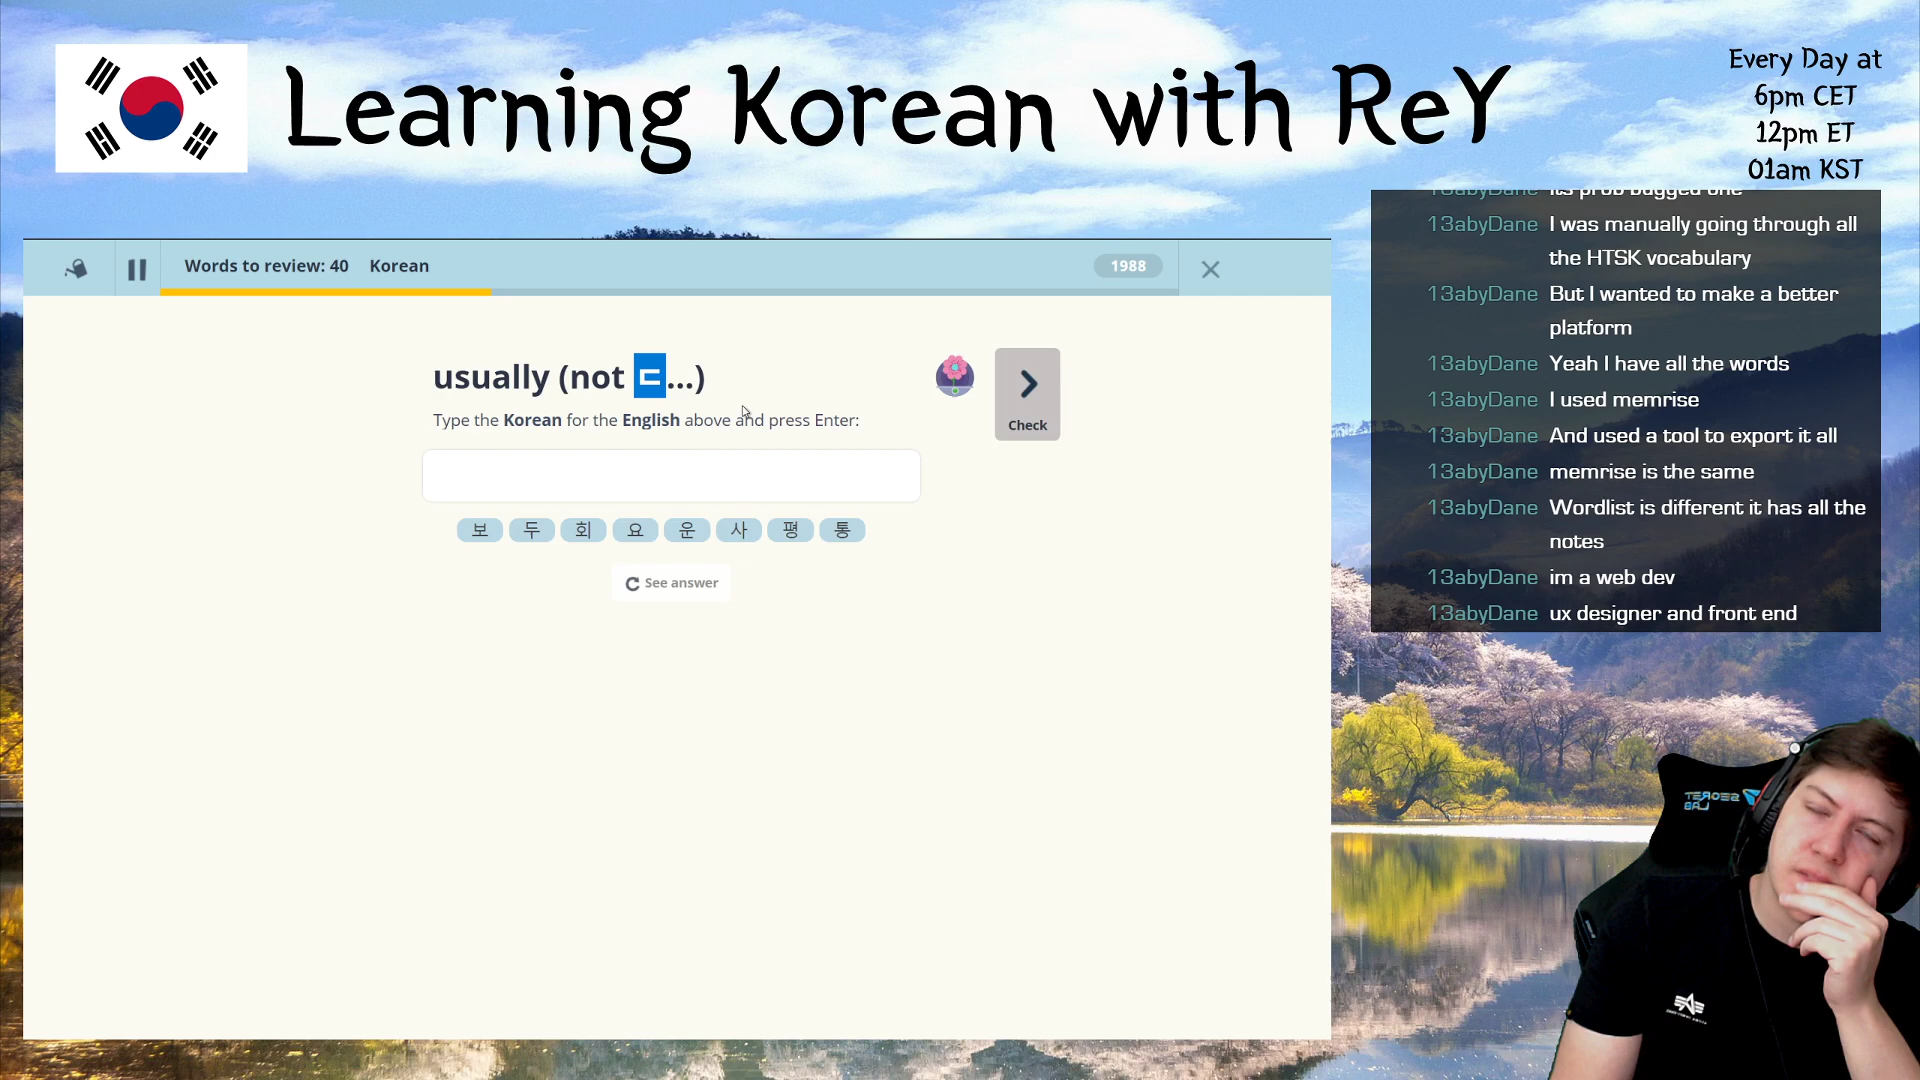 Learning Korean with ReY
Every Day at
6pm CET
12pm ET
01am KST
13abyDane its prob bugged one
13abyDane I was manually going through all
the HTSK vocabulary
13abyDane But I wanted to make a better
platform
13abyDane Yeah I have all the words
13abyDane I used memrise
13abyDane And used a tool to export it all
13abyDane memrise is the same
13abyDane Wordlist is different it has all the
notes
13abyDane im a web dev
13abyDane ux designer and front end
Words to review: 40 Korean
1988
usually (not ㄷ...)
Type the Korean for the English above and press Enter:
Check
보 두 회 요 운 사 평 통
See answer